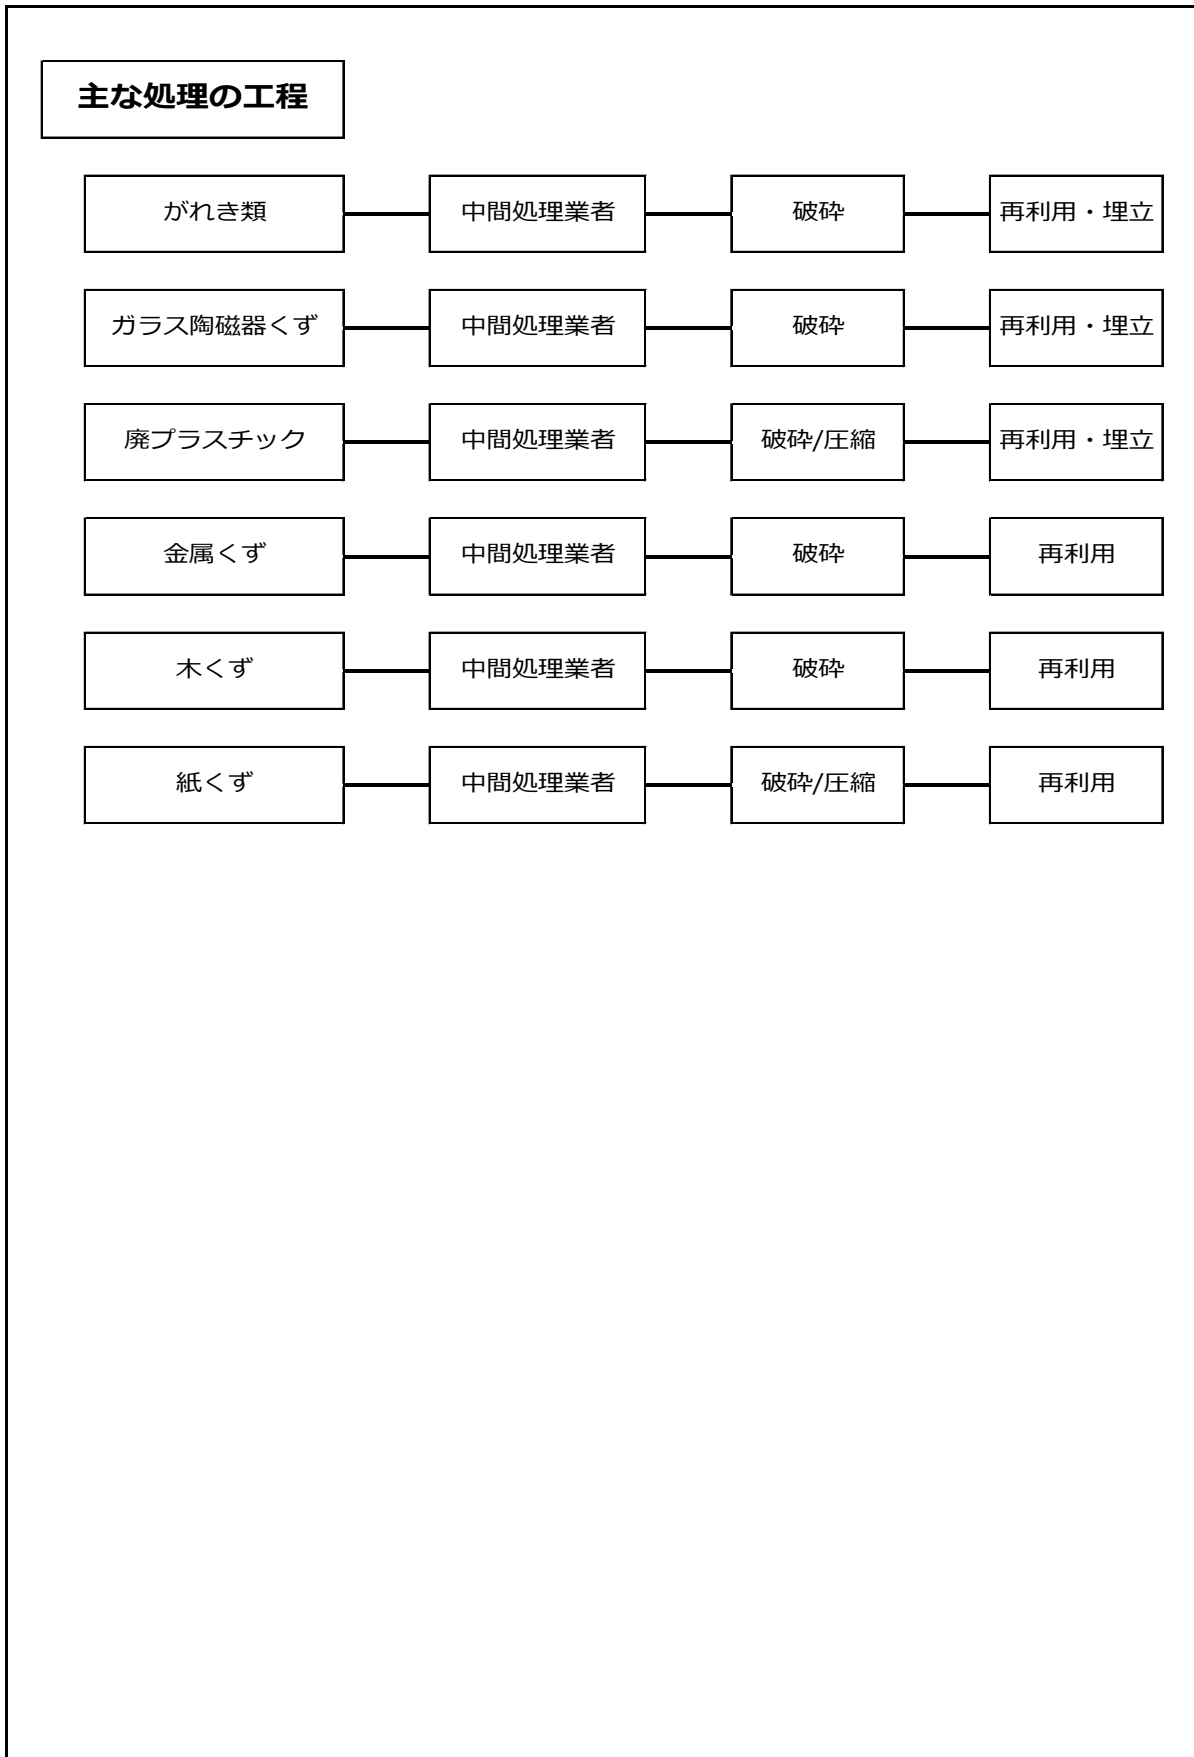 主な処理の工程
がれき類 中間処理業者 破砕 再利用・埋立
ガラス陶磁器くず 中間処理業者 破砕 再利用・埋立
廃プラスチック 中間処理業者 破砕/圧縮 再利用・埋立
金属くず 中間処理業者 破砕 再利用
木くず 中間処理業者 破砕 再利用
紙くず 中間処理業者 破砕/圧縮 再利用